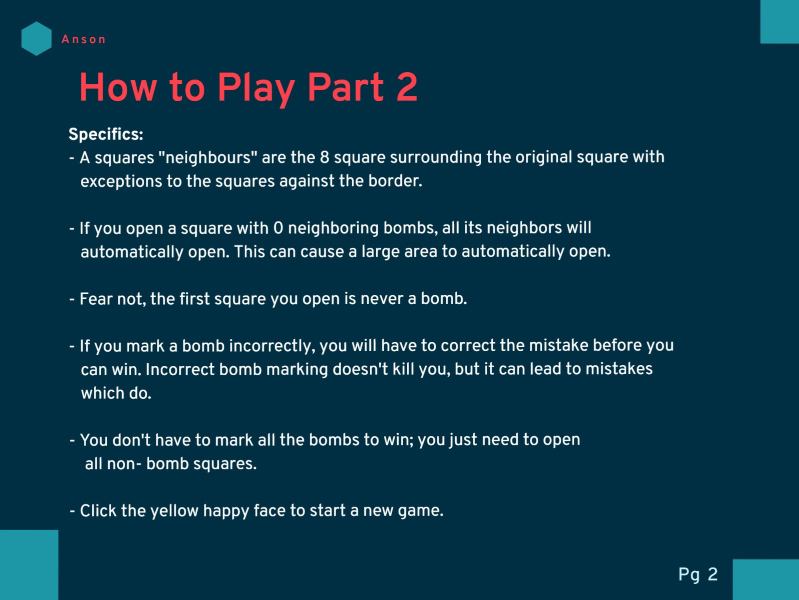 Anson
How to Play Part 2
Specifics:
- A squares "neighbours" are the 8 square surrounding the original square with
exceptions to the squares against the border.
- If you open a square with 0 neighboring bombs, all its neighbors will
automatically open. This can cause a large area to automatically open.
- Fear not, the first square you open is never a bomb.
- If you mark a bomb incorrectly, you will have to correct the mistake before you
can win. Incorrect bomb marking doesn't kill you, but it can lead to mistakes
which do.
- You don't have to mark all the bombs to win; you just need to open
all non- bomb squares.
- Click the yellow happy face to start a new game.
Pg 2